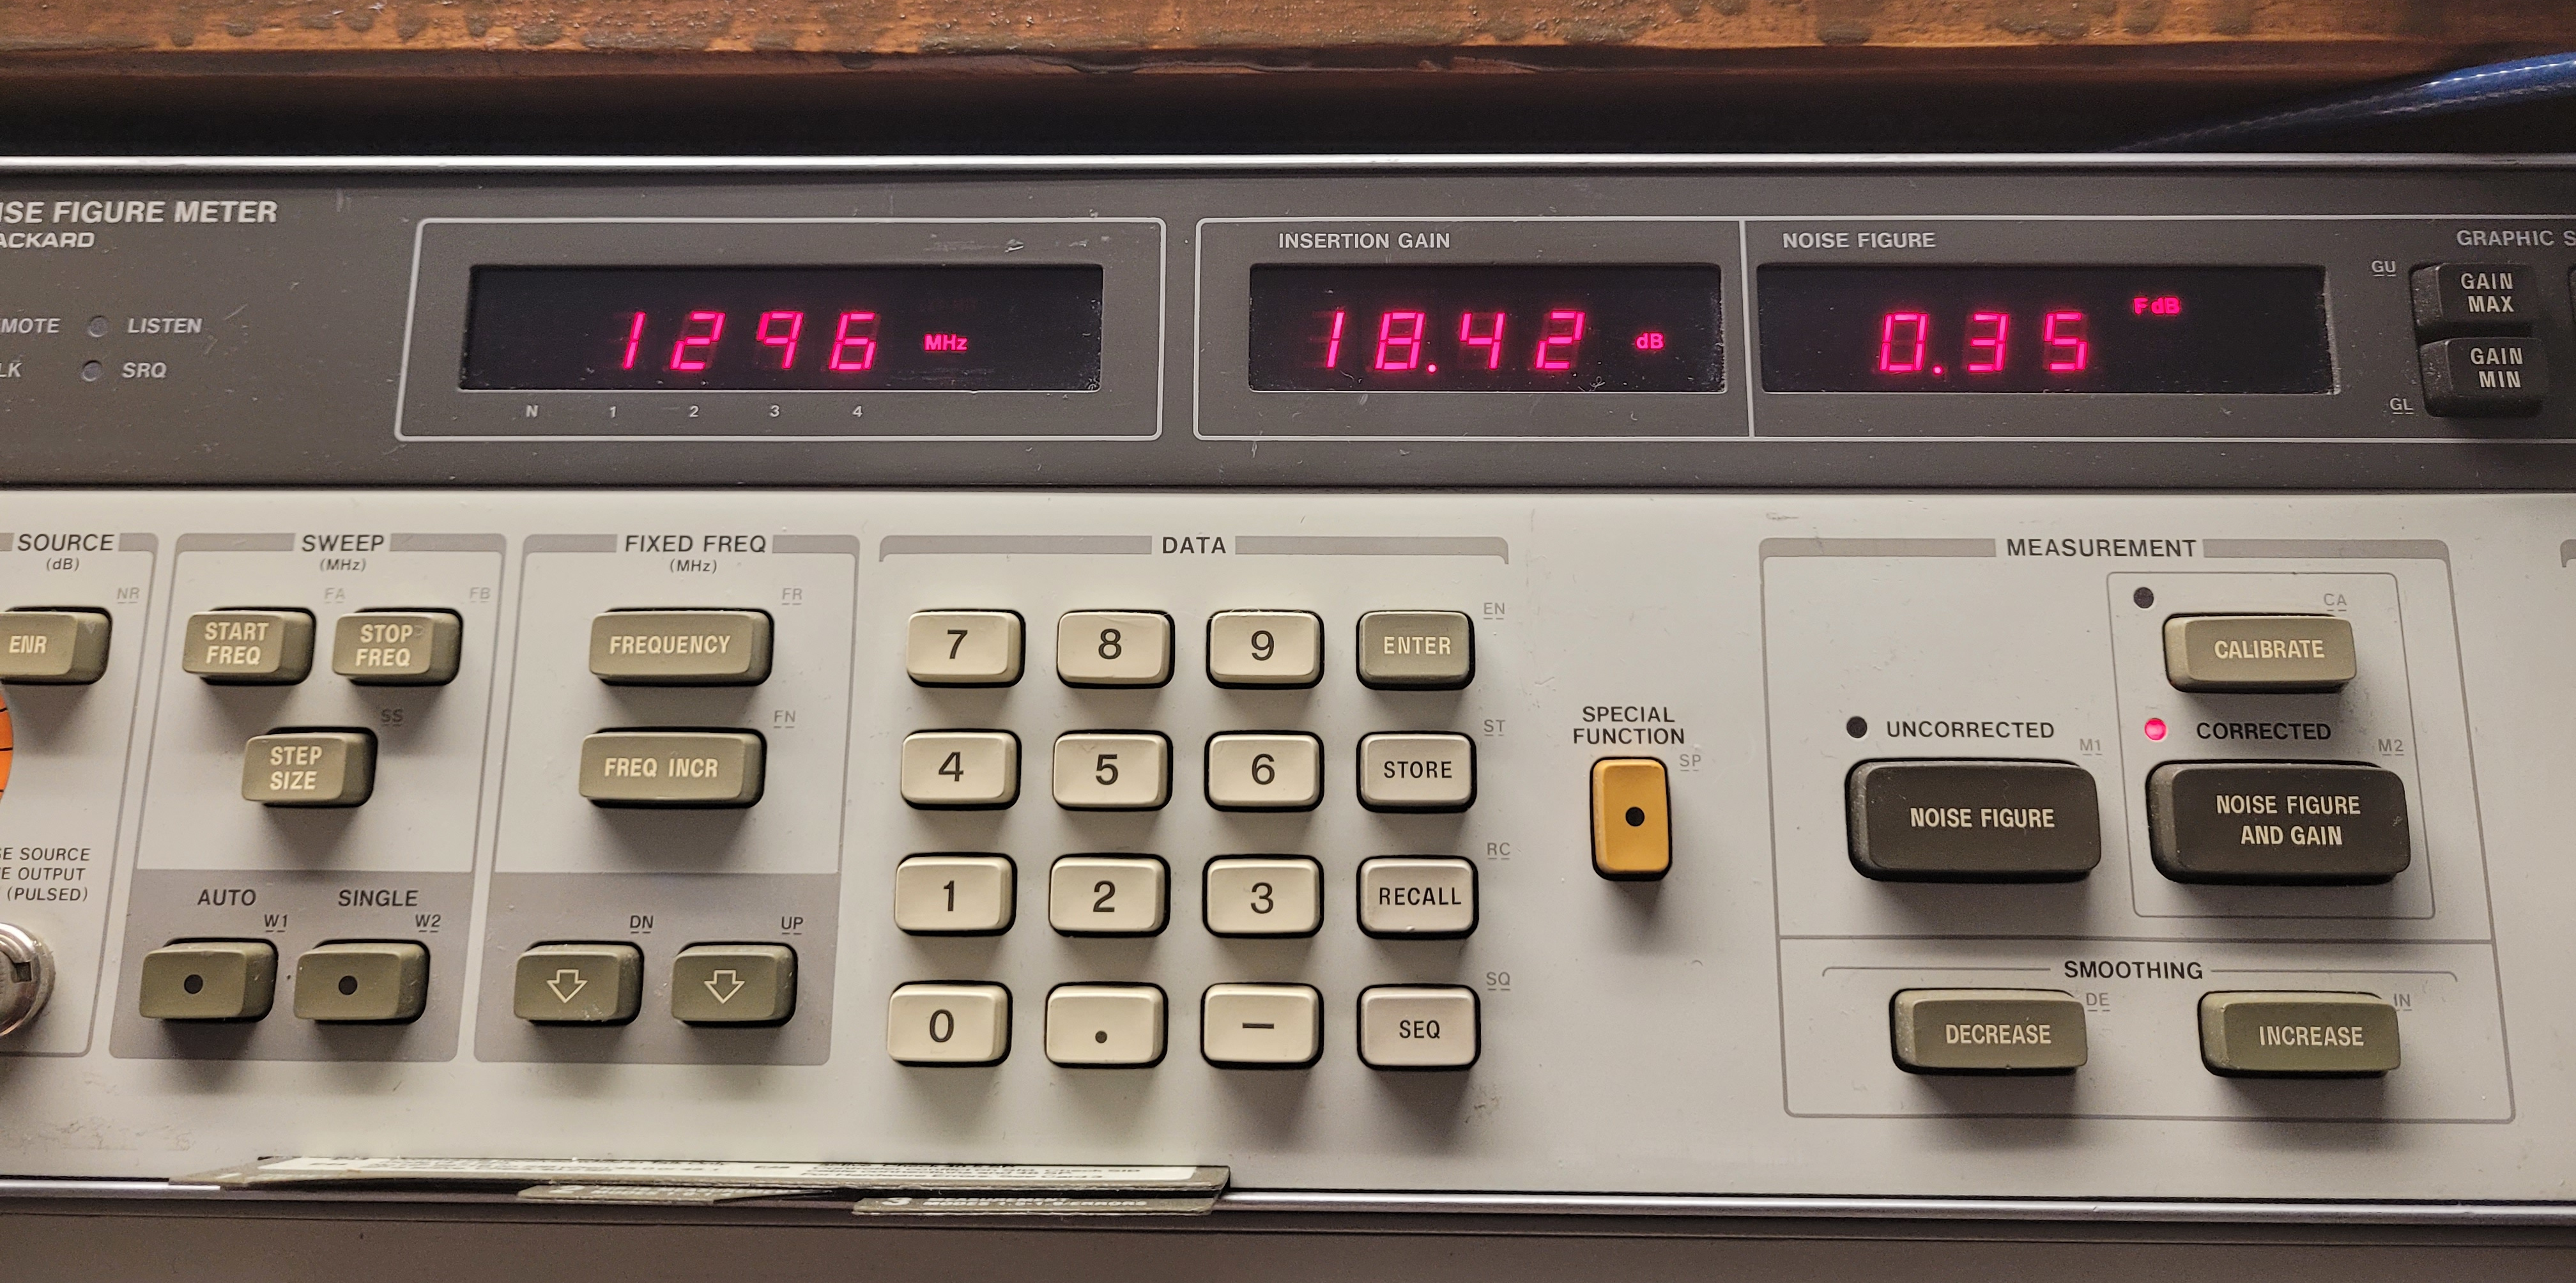 ISE FIGURE METER
ACKARD
MOTE LISTEN
LK SRQ
1296 MHz
N 1 2 3 4
INSERTION GAIN
18.42 dB
NOISE FIGURE
0.35 F dB
GRAPHIC S
GU
GAIN MAX
GAIN MIN
GL
SOURCE
(dB)
NR
ENR
SWEEP
(MHz)
FA
FB
START FREQ
STOP FREQ
SS
STEP SIZE
FIXED FREQ
(MHz)
FR
FREQUENCY
FN
FREQ INCR
E SOURCE
E OUTPUT
(PULSED)
AUTO
W1
SINGLE
W2
DN
UP
DATA
7 8 9 ENTER
EN
4 5 6 STORE
ST
1 2 3 RECALL
RC
0 . – SEQ
SQ
SPECIAL
FUNCTION
SP
MEASUREMENT
CA
CALIBRATE
UNCORRECTED
M1
NOISE FIGURE
CORRECTED
M2
NOISE FIGURE
AND GAIN
SMOOTHING
DE
DECREASE
IN
INCREASE